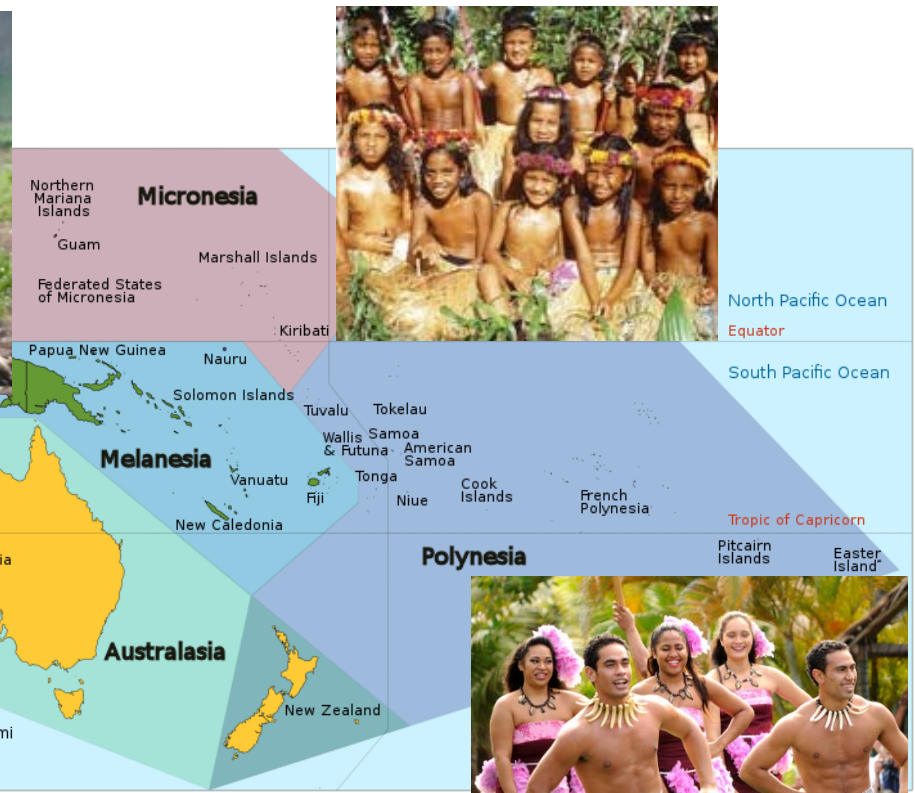 Northern
Mariana
Islands
Micronesia
Guam
Marshall Islands
Federated States
of Micronesia
North Pacific Ocean
Kiribati
Equator
Papua New Guinea
Nauru
South Pacific Ocean
Solomon Islands
Tuvalu
Tokelau
Wallis
& Futuna
Samoa
American
Samoa
Melanesia
Vanuatu
Fiji
Tonga
Cook
Islands
Niue
French
Polynesia
New Caledonia
Tropic of Capricorn
Polynesia
Pitcairn
Islands
Easter
Island
ia
Australasia
New Zealand
mi